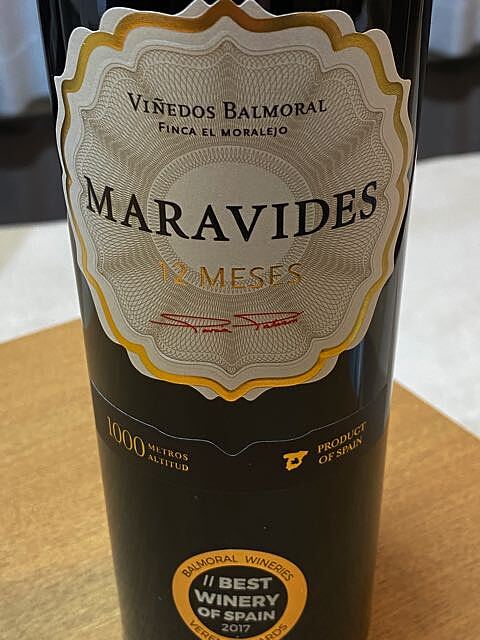 VIÑEDOS BALMORAL
FINCA EL MORALEJO
MARAVIDES
12 MESES
1000 METROS
ALTITUD
PRODUCT
OF SPAIN
BALMORAL WINERIES
// BEST
WINERY
OF SPAIN
2017